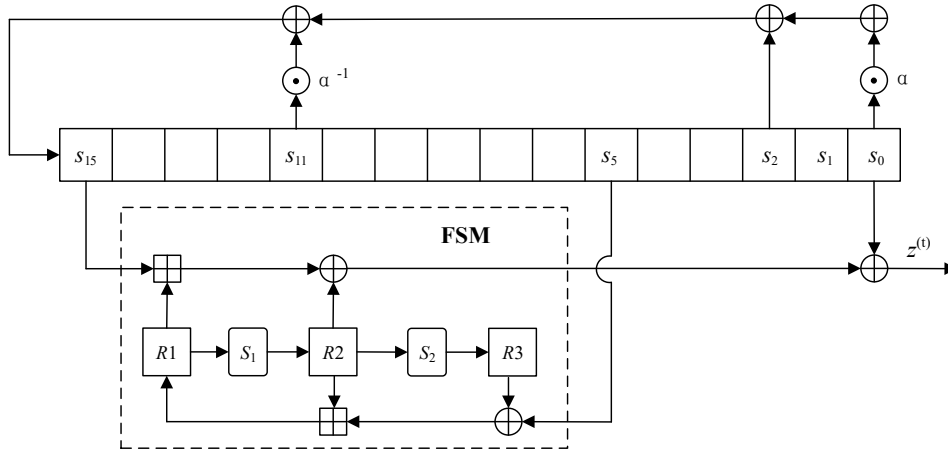 ɑ⁻¹ ɑ
s₁₅ s₁₁ s₅ s₂ s₁ s₀
FSM
z⁽ᵗ⁾
R1 S₁ R2 S₂ R3